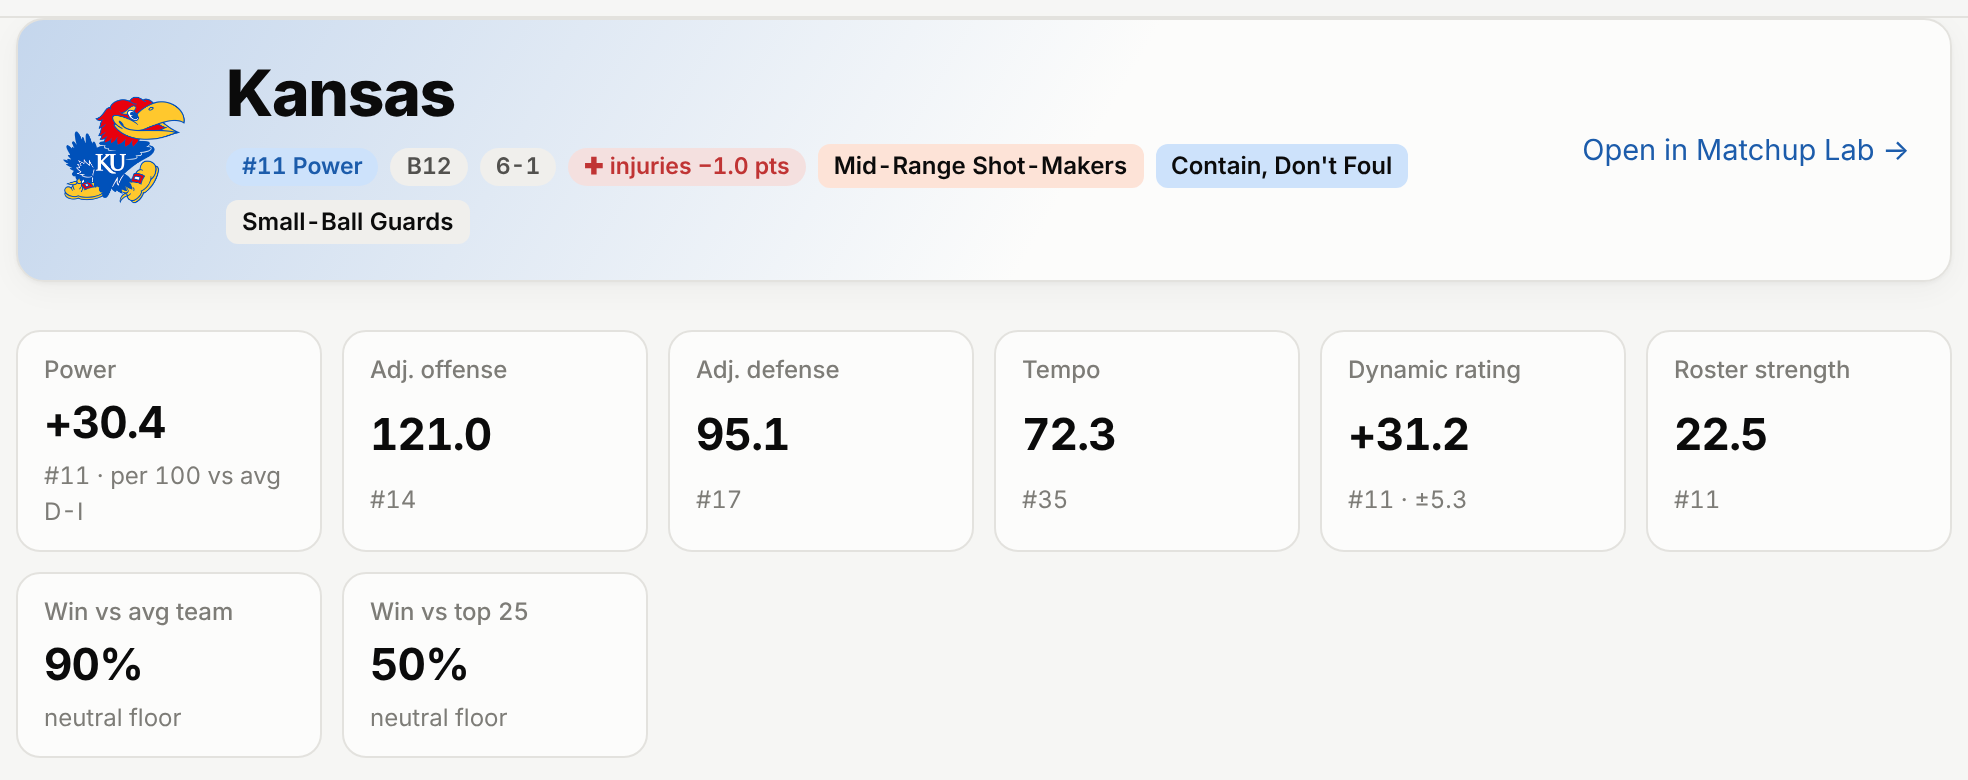 Kansas
KU
#11 Power B12 6-1 ✚ injuries −1.0 pts Mid-Range Shot-Makers Contain, Don't Foul
Small-Ball Guards
Open in Matchup Lab →
Power
+30.4
#11 · per 100 vs avg
D-I
Adj. offense
121.0
#14
Adj. defense
95.1
#17
Tempo
72.3
#35
Dynamic rating
+31.2
#11 · ±5.3
Roster strength
22.5
#11
Win vs avg team
90%
neutral floor
Win vs top 25
50%
neutral floor